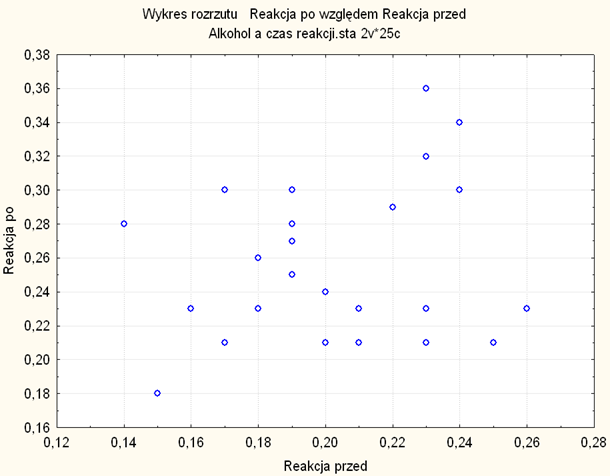 Wykres rozrzutu   Reakcja po względem Reakcja przed
Alkohol a czas reakcji.sta 2v*25c
0,38
0,36
0,34
0,32
0,30
0,28
0,26
0,24
0,22
0,20
0,18
0,16
Reakcja po
0,12 0,14 0,16 0,18 0,20 0,22 0,24 0,26 0,28
Reakcja przed